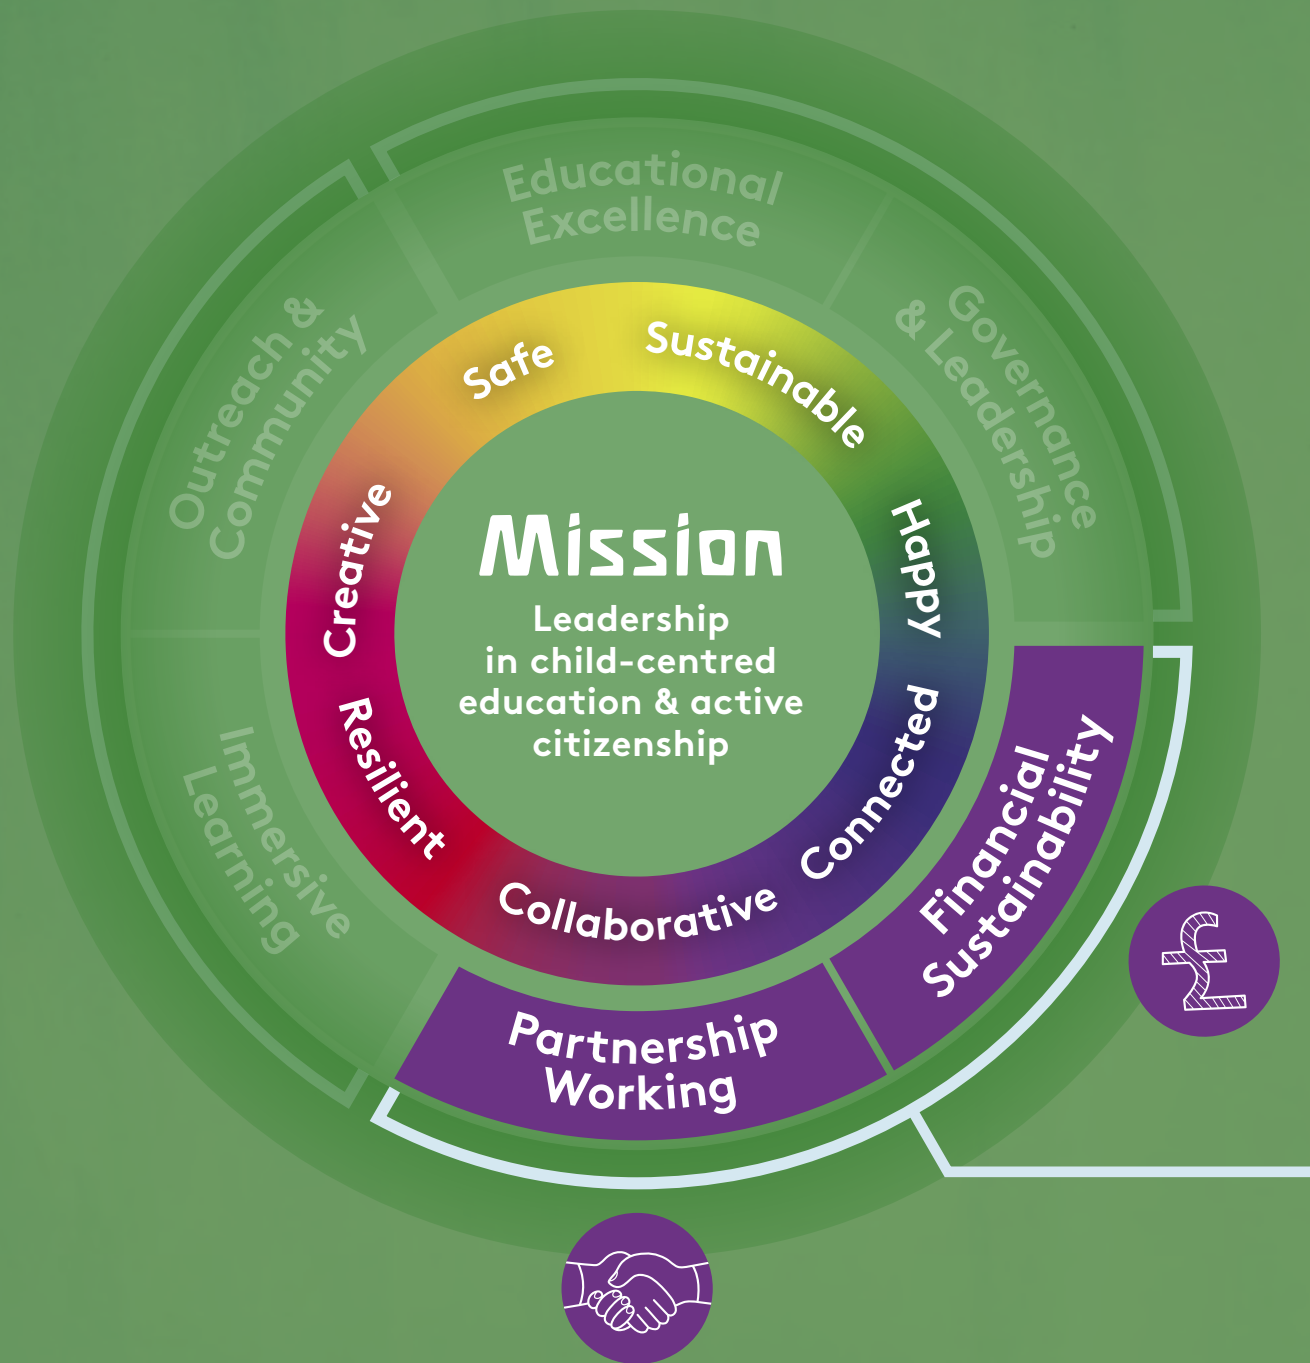 Educational
Excellence
Governance
& Leadership
Outreach &
Community
Immersive
Learning
Safe
Sustainable
Happy
Connected
Collaborative
Resilient
Creative
Mission
Leadership
in child-centred
education & active
citizenship
Financial
Sustainability
Partnership
Working
£